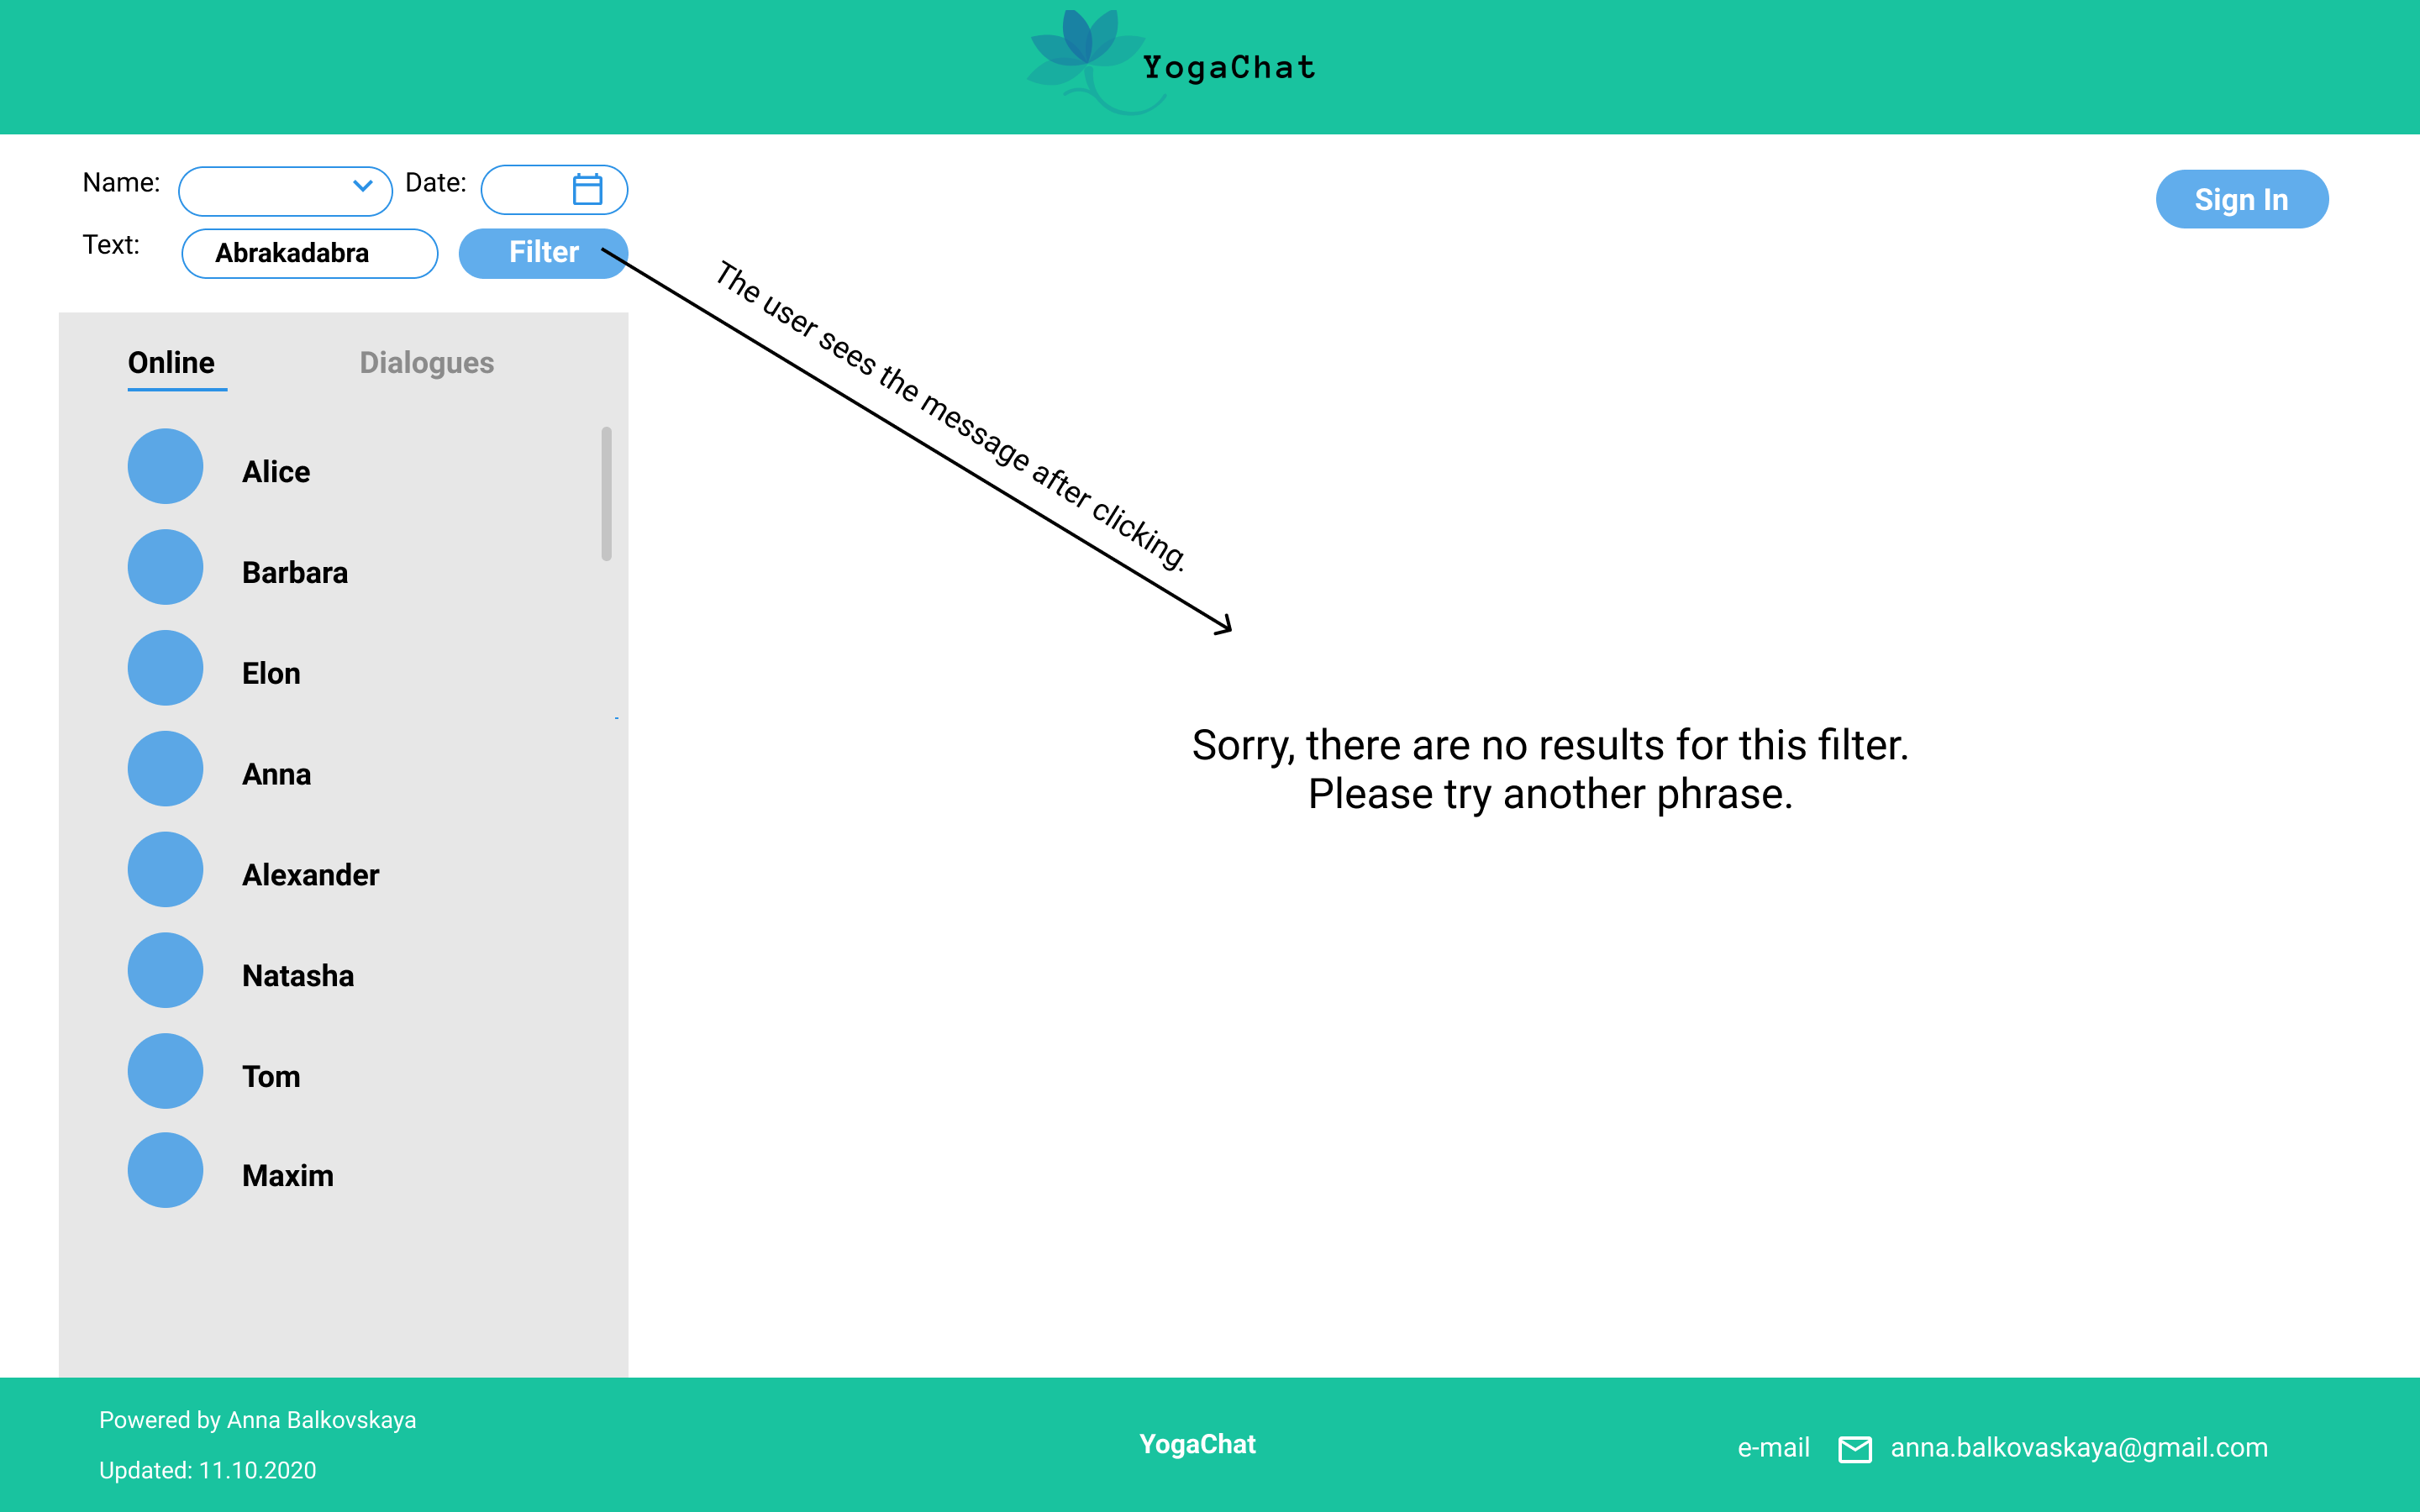 YogaChat
Name:
Date:
Sign In
Text:
Abrakadabra
Filter
The user sees the message after clicking.
Online
Dialogues
Alice
Barbara
Elon
Anna
Alexander
Natasha
Tom
Maxim
Sorry, there are no results for this filter.
Please try another phrase.
Powered by Anna Balkovskaya
Updated: 11.10.2020
YogaChat
e-mail
anna.balkovaskaya@gmail.com